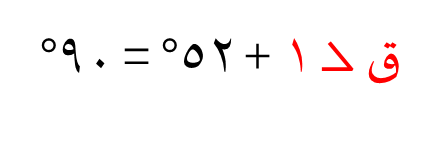 ق ∠ ١ + ٥٢° = ٩٠°